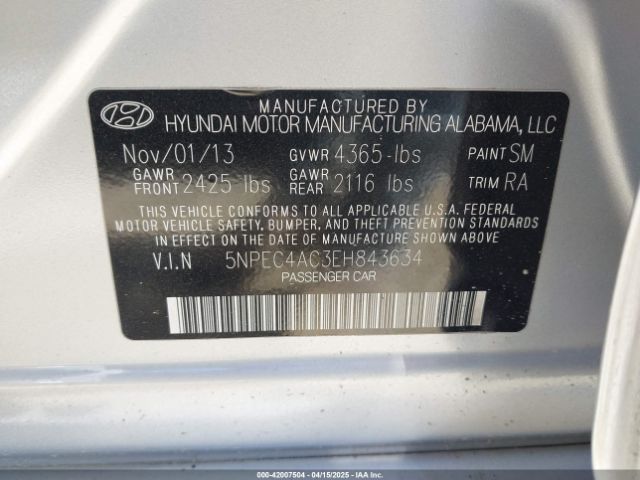 MANUFACTURED BY
HYUNDAI MOTOR MANUFACTURING ALABAMA, LLC
Nov/01/13 GVWR 4365-lbs PAINT SM
GAWR FRONT 2425 lbs GAWR REAR 2116 lbs TRIM RA
THIS VEHICLE CONFORMS TO ALL APPLICABLE U.S.A. FEDERAL
MOTOR VEHICLE SAFETY, BUMPER, AND THEFT PREVENTION STANDARDS
IN EFFECT ON THE DATE OF MANUFACTURE SHOWN ABOVE
V.I.N 5NPEC4AC3EH843634
PASSENGER CAR
000-42007504 - 04/15/2025 - IAA Inc.